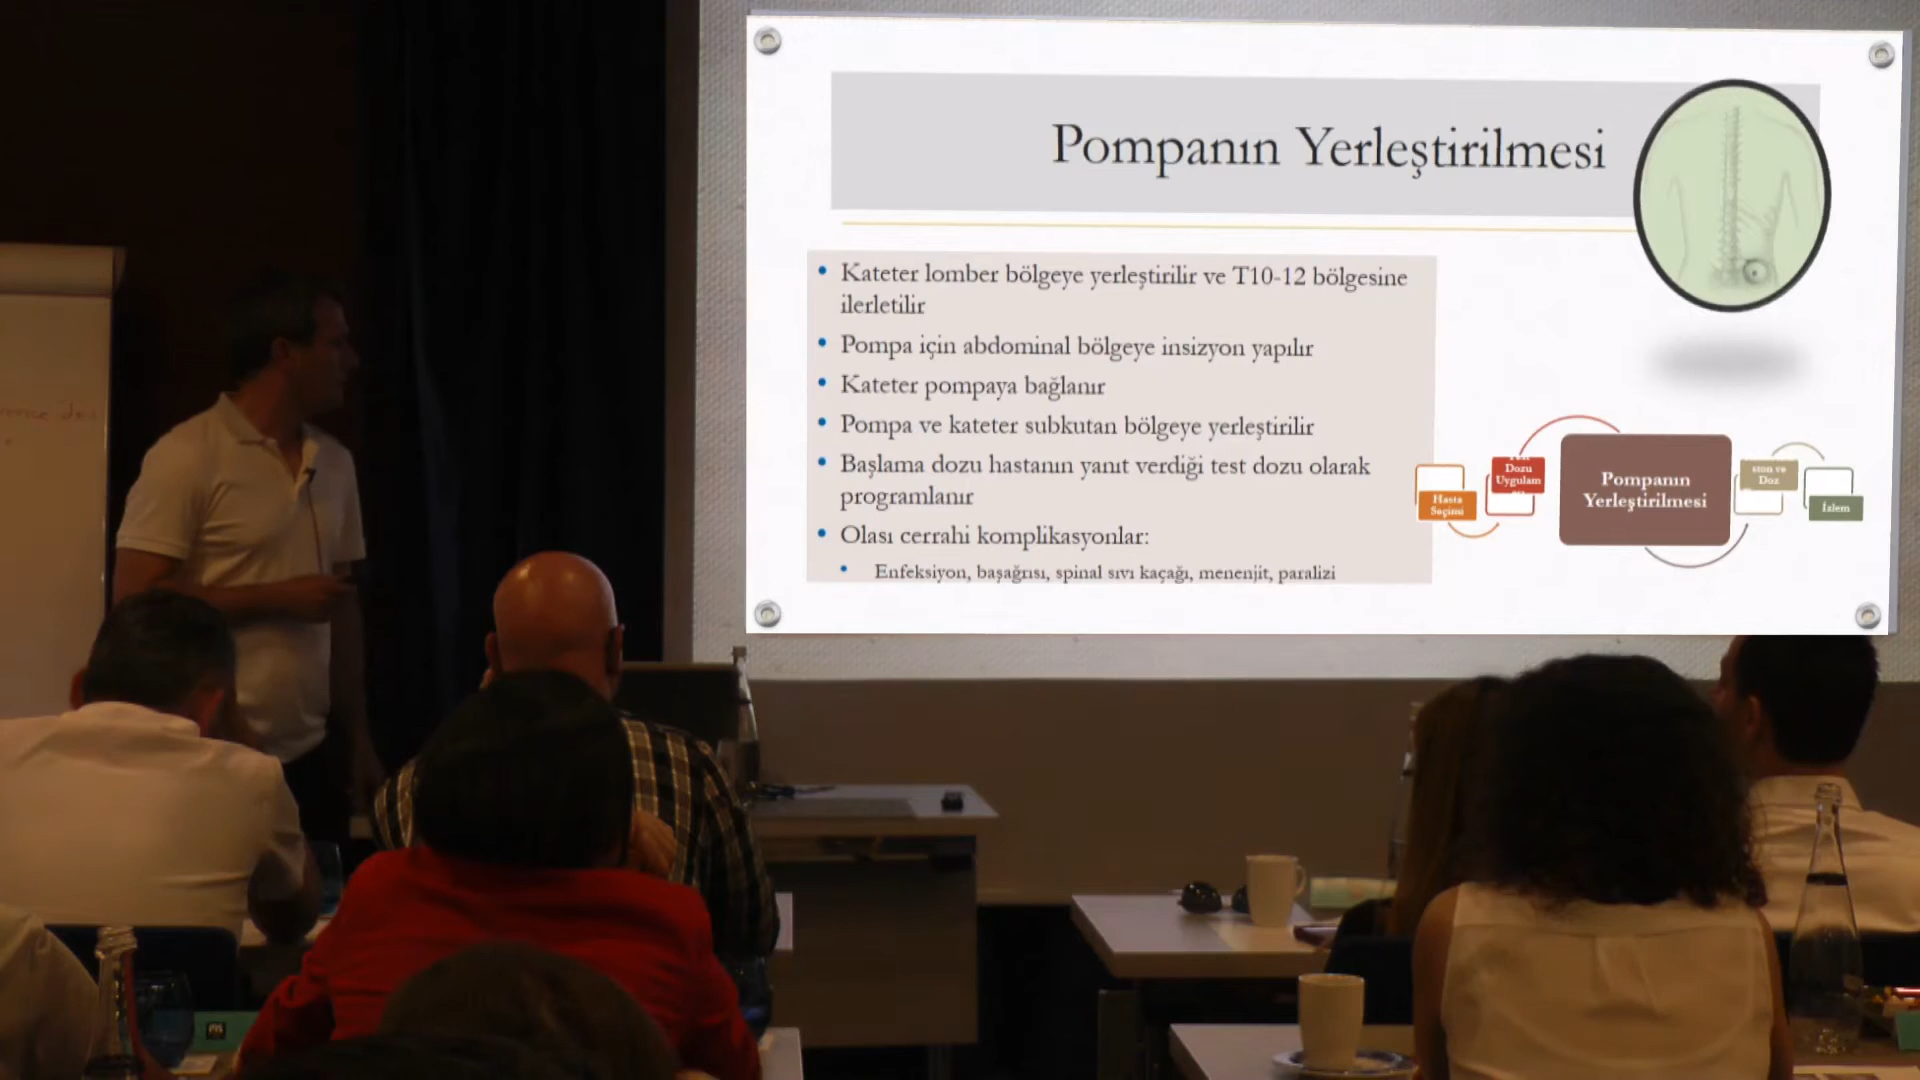 Pompanın Yerleştirilmesi
Kateter lomber bölgeye yerleştirilir ve T10-12 bölgesine
ilerletilir
Pompa için abdominal bölgeye insizyon yapılır
Kateter pompaya bağlanır
Pompa ve kateter subkutan bölgeye yerleştirilir
Başlama dozu hastanın yanıt verdiği test dozu olarak
programlanır
Olası cerrahi komplikasyonlar:
Enfeksiyon, başağrısı, spinal sıvı kaçağı, menenjit, paralizi
Hasta
Seçimi
Dozu
Uygulam
Pompanın
Yerleştirilmesi
ston ve
Doz
İzlem